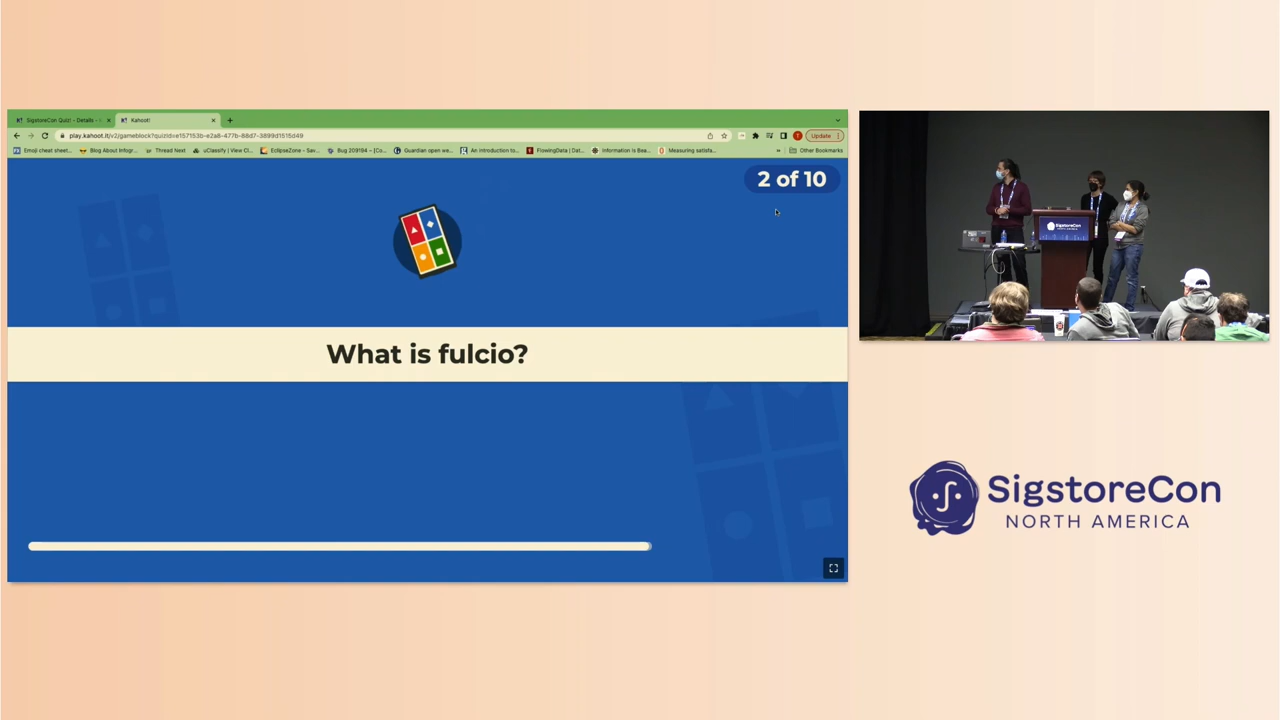 SigstoreCon Quiz! - Details -
Kahoot!
play.kahoot.it/v2/gameblock?quizId=e157153b-e2a8-477b-88d7-3899d1515d49
Update
Emoji cheat sheet...
Blog About Infogr...
Thread Next
uClassify | View Cl...
EclipseZone - Sav...
Bug 209194 – [Co...
Guardian open we...
An introduction to...
FlowingData | Dat...
Information is Bea...
Measuring satisfa...
Other Bookmarks
2 of 10
What is fulcio?
SigstoreCon
SigstoreCon
NORTH AMERICA